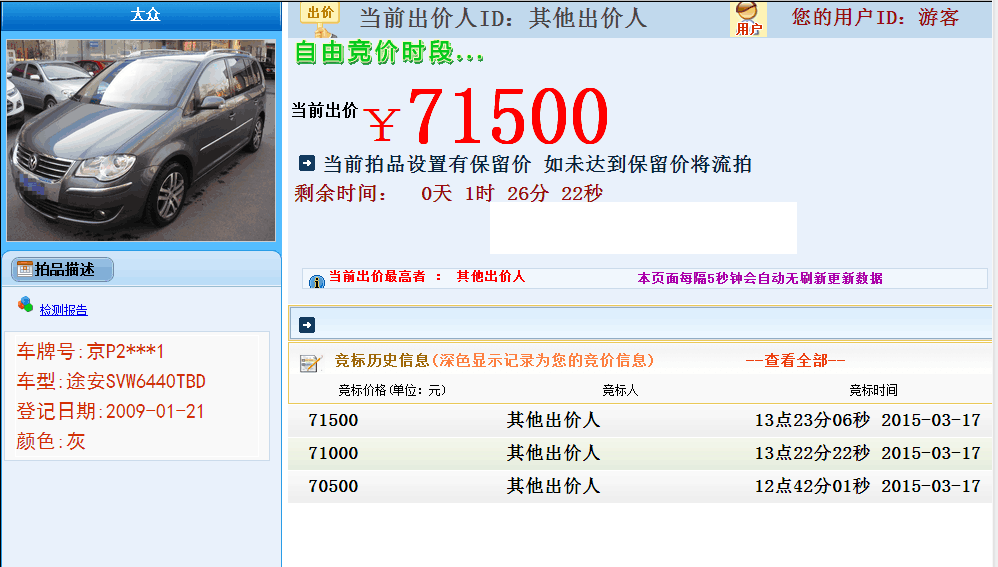 大众
出价 当前出价人ID: 其他出价人
用户 您的用户ID: 游客
自由竞价时段...
当前出价 ￥71500
当前拍品设置有保留价 如未达到保留价将流拍
剩余时间: 0天 1时 26分 22秒
当前出价最高者 : 其他出价人 本页面每隔5秒钟会自动无刷新更新数据
拍品描述
检测报告
车牌号:京P2***1
车型:途安SVW6440TBD
登记日期:2009-01-21
颜色:灰
竞标历史信息(深色显示记录为您的竞价信息) --查看全部--
竞标价格(单位: 元) 竞标人 竞标时间
71500 其他出价人 13点23分06秒 2015-03-17
71000 其他出价人 13点22分22秒 2015-03-17
70500 其他出价人 12点42分01秒 2015-03-17